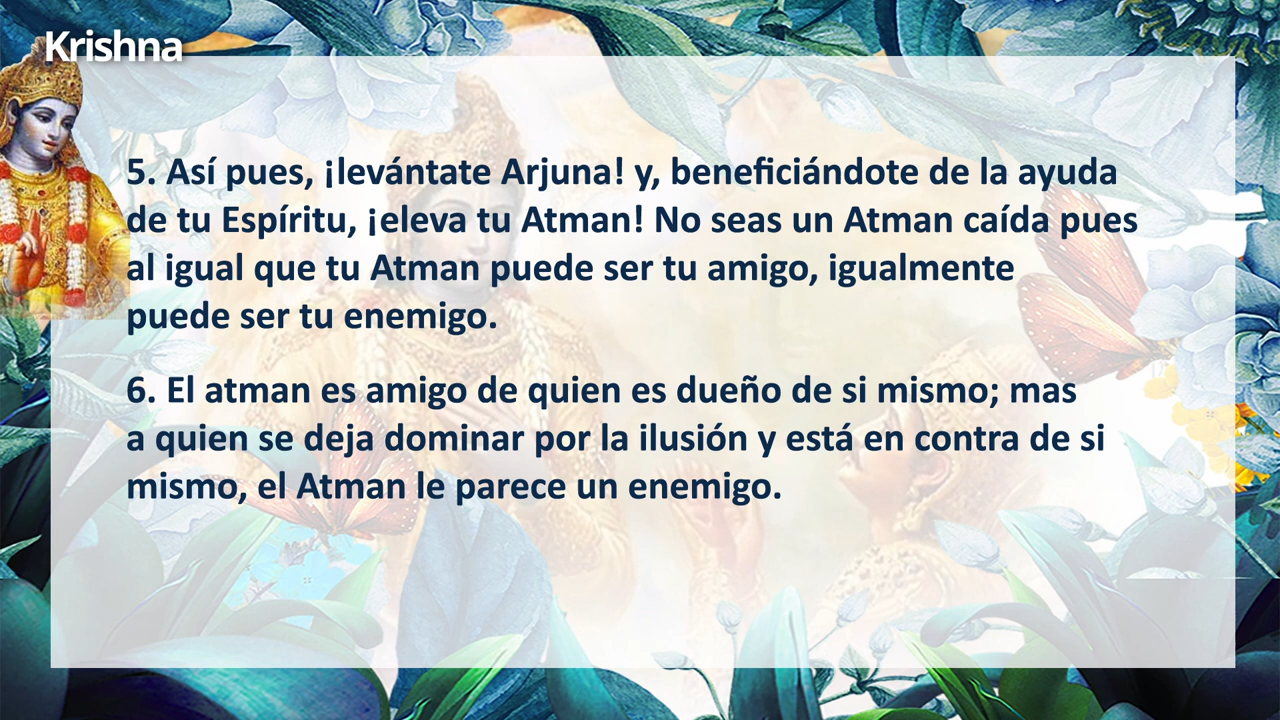 Krishna
5. Así pues, ¡levántate Arjuna! y, beneficiándote de la ayuda
de tu Espíritu, ¡eleva tu Atman! No seas un Atman caída pues
al igual que tu Atman puede ser tu amigo, igualmente
puede ser tu enemigo.
6. El atman es amigo de quien es dueño de si mismo; mas
a quien se deja dominar por la ilusión y está en contra de si
mismo, el Atman le parece un enemigo.